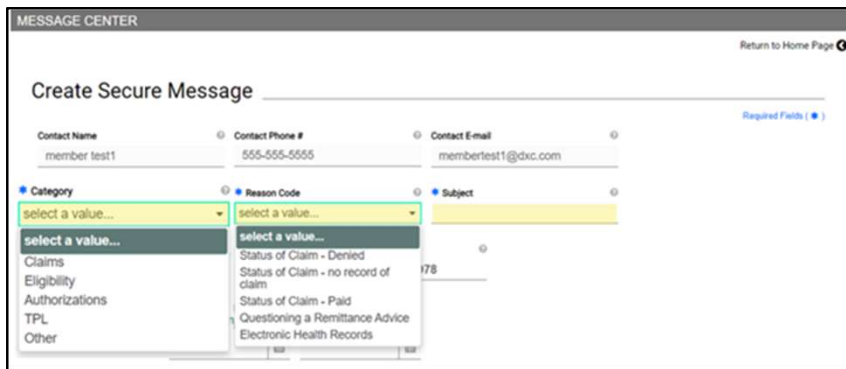 MESSAGE CENTER
Return to Home Page
Create Secure Message
Required Fields ( * )
Contact Name
Contact Phone #
Contact E-mail
member test1
555-555-5555
membertest1@dxc.com
* Category
* Reason Code
* Subject
select a value...
select a value...
select a value...
Claims
Eligibility
Authorizations
TPL
Other
select a value...
Status of Claim - Denied
Status of Claim - no record of
claim
Status of Claim - Paid
Questioning a Remittance Advice
Electronic Health Records
978